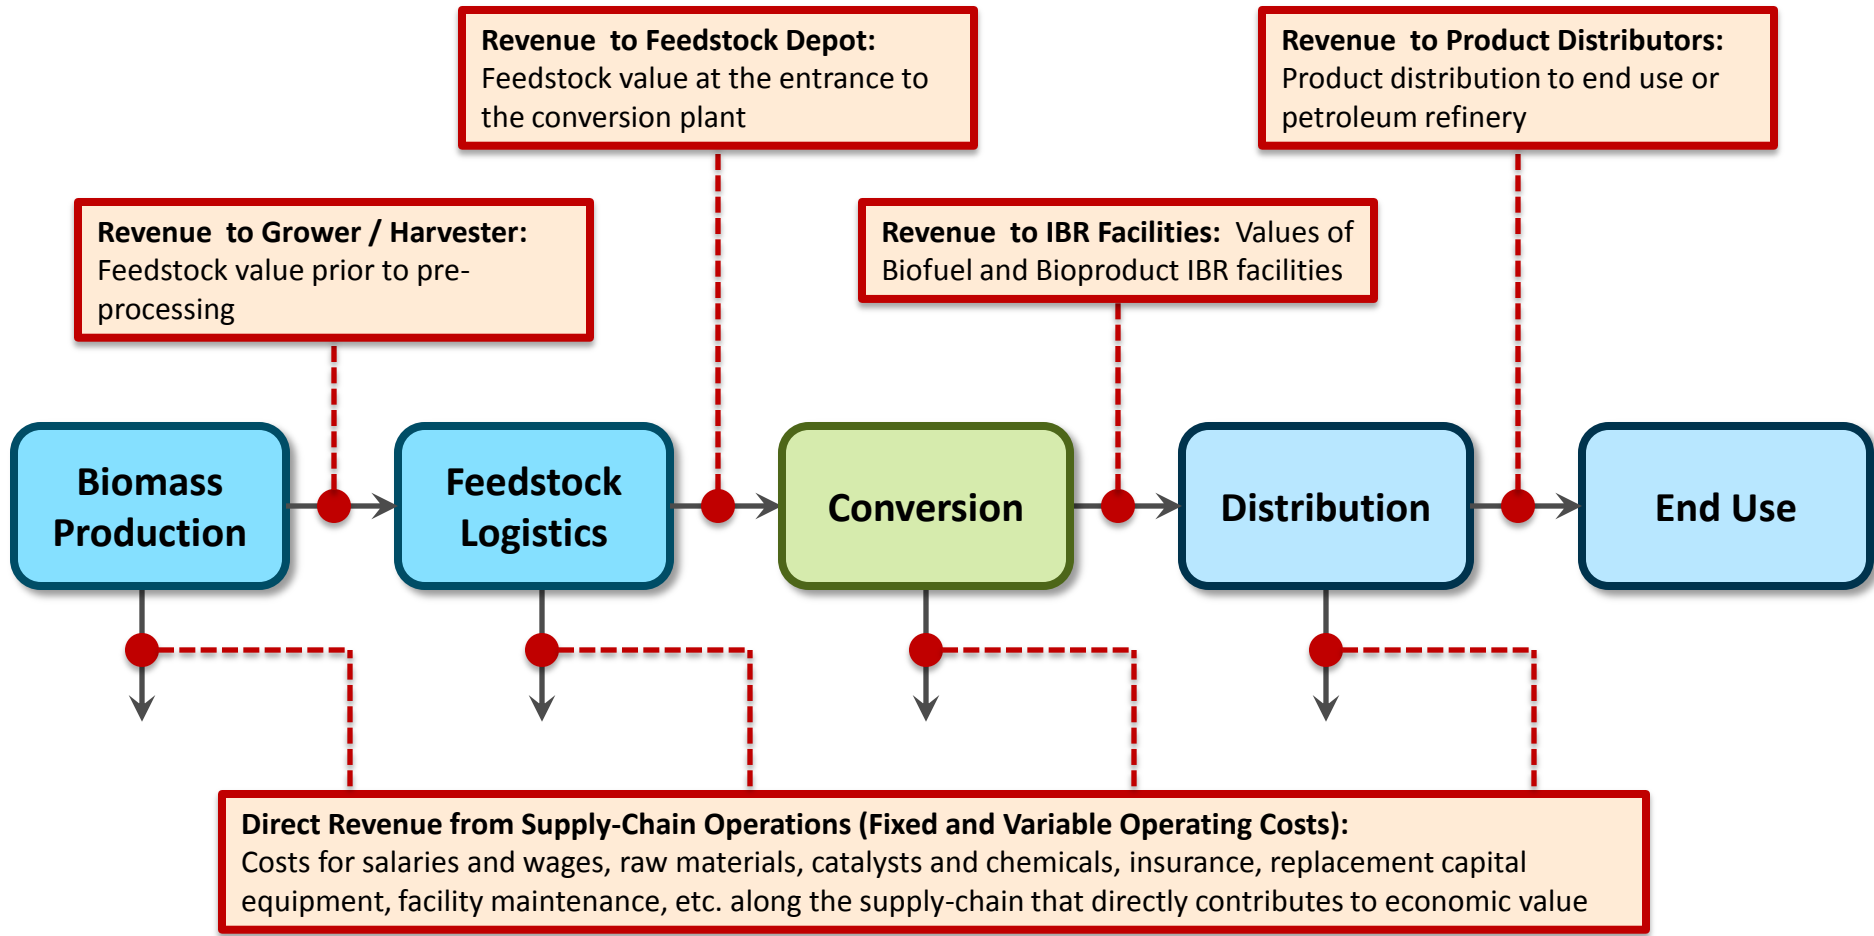 Revenue  to Feedstock Depot:
Feedstock value at the entrance to
the conversion plant
Revenue  to Product Distributors:
Product distribution to end use or
petroleum refinery
Revenue  to Grower / Harvester:
Feedstock value prior to pre-
processing
Revenue  to IBR Facilities:  Values of
Biofuel and Bioproduct IBR facilities
Biomass
Production
Feedstock
Logistics
Conversion
Distribution
End Use
Direct Revenue from Supply-Chain Operations (Fixed and Variable Operating Costs):
Costs for salaries and wages, raw materials, catalysts and chemicals, insurance, replacement capital
equipment, facility maintenance, etc. along the supply-chain that directly contributes to economic value